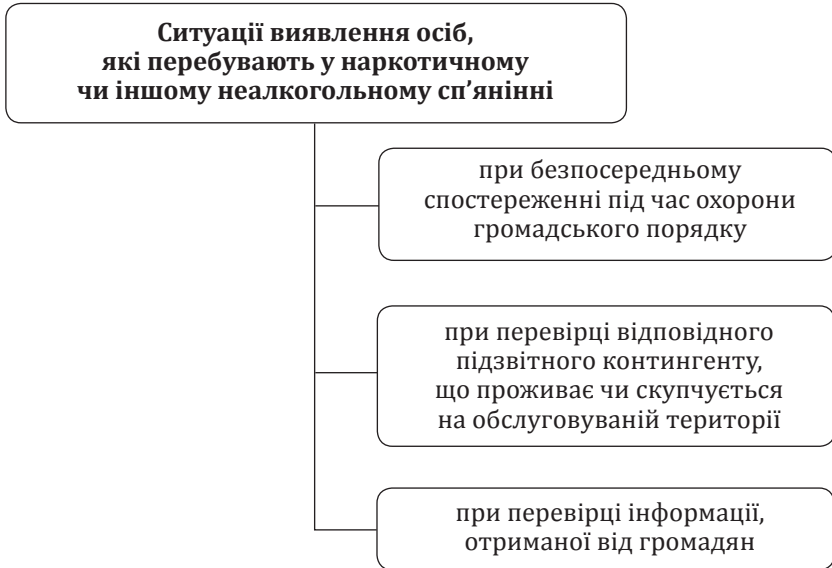 Ситуації виявлення осіб,
які перебувають у наркотичному
чи іншому неалкогольному сп’янінні
при безпосередньому
спостереженні під час охорони
громадського порядку
при перевірці відповідного
підзвітного контингенту,
що проживає чи скупчується
на обслуговуваній території
при перевірці інформації,
отриманої від громадян